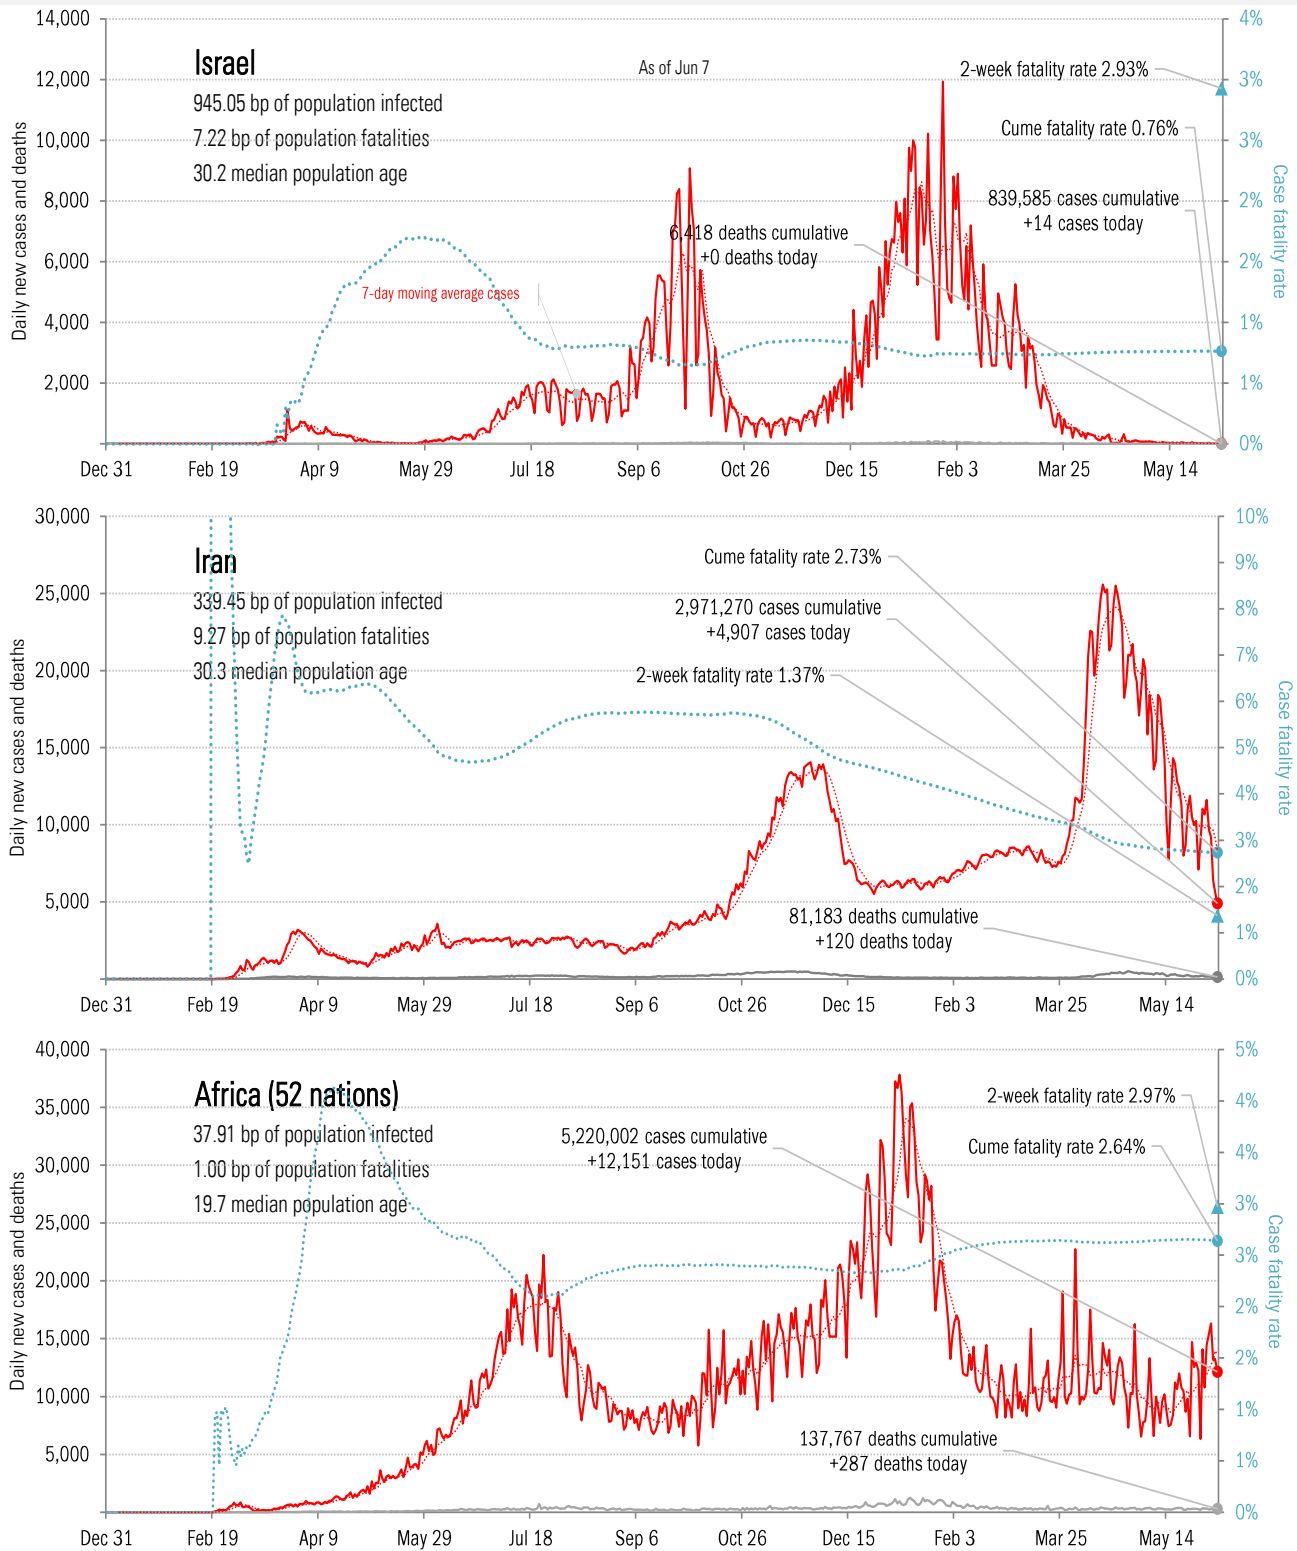 14,000
12,000
10,000
8,000
6,000
4,000
2,000
Daily new cases and deaths
Israel
945.05 bp of population infected
7.22 bp of population fatalities
30.2 median population age
As of Jun 7
7-day moving average cases
6,418 deaths cumulative
+0 deaths today
2-week fatality rate 2.93%
Cume fatality rate 0.76%
839,585 cases cumulative
+14 cases today
4%
3%
3%
2%
2%
1%
1%
0%
Case fatality rate
Dec 31 Feb 19 Apr 9 May 29 Jul 18 Sep 6 Oct 26 Dec 15 Feb 3 Mar 25 May 14
30,000
25,000
20,000
15,000
10,000
5,000
Daily new cases and deaths
Iran
339.45 bp of population infected
9.27 bp of population fatalities
30.3 median population age
Cume fatality rate 2.73%
2,971,270 cases cumulative
+4,907 cases today
2-week fatality rate 1.37%
81,183 deaths cumulative
+120 deaths today
10%
9%
8%
7%
6%
5%
4%
3%
2%
1%
0%
Case fatality rate
Dec 31 Feb 19 Apr 9 May 29 Jul 18 Sep 6 Oct 26 Dec 15 Feb 3 Mar 25 May 14
40,000
35,000
30,000
25,000
20,000
15,000
10,000
5,000
Daily new cases and deaths
Africa (52 nations)
37.91 bp of population infected
1.00 bp of population fatalities
19.7 median population age
5,220,002 cases cumulative
+12,151 cases today
2-week fatality rate 2.97%
Cume fatality rate 2.64%
137,767 deaths cumulative
+287 deaths today
5%
4%
4%
3%
3%
2%
2%
1%
1%
0%
Case fatality rate
Dec 31 Feb 19 Apr 9 May 29 Jul 18 Sep 6 Oct 26 Dec 15 Feb 3 Mar 25 May 14